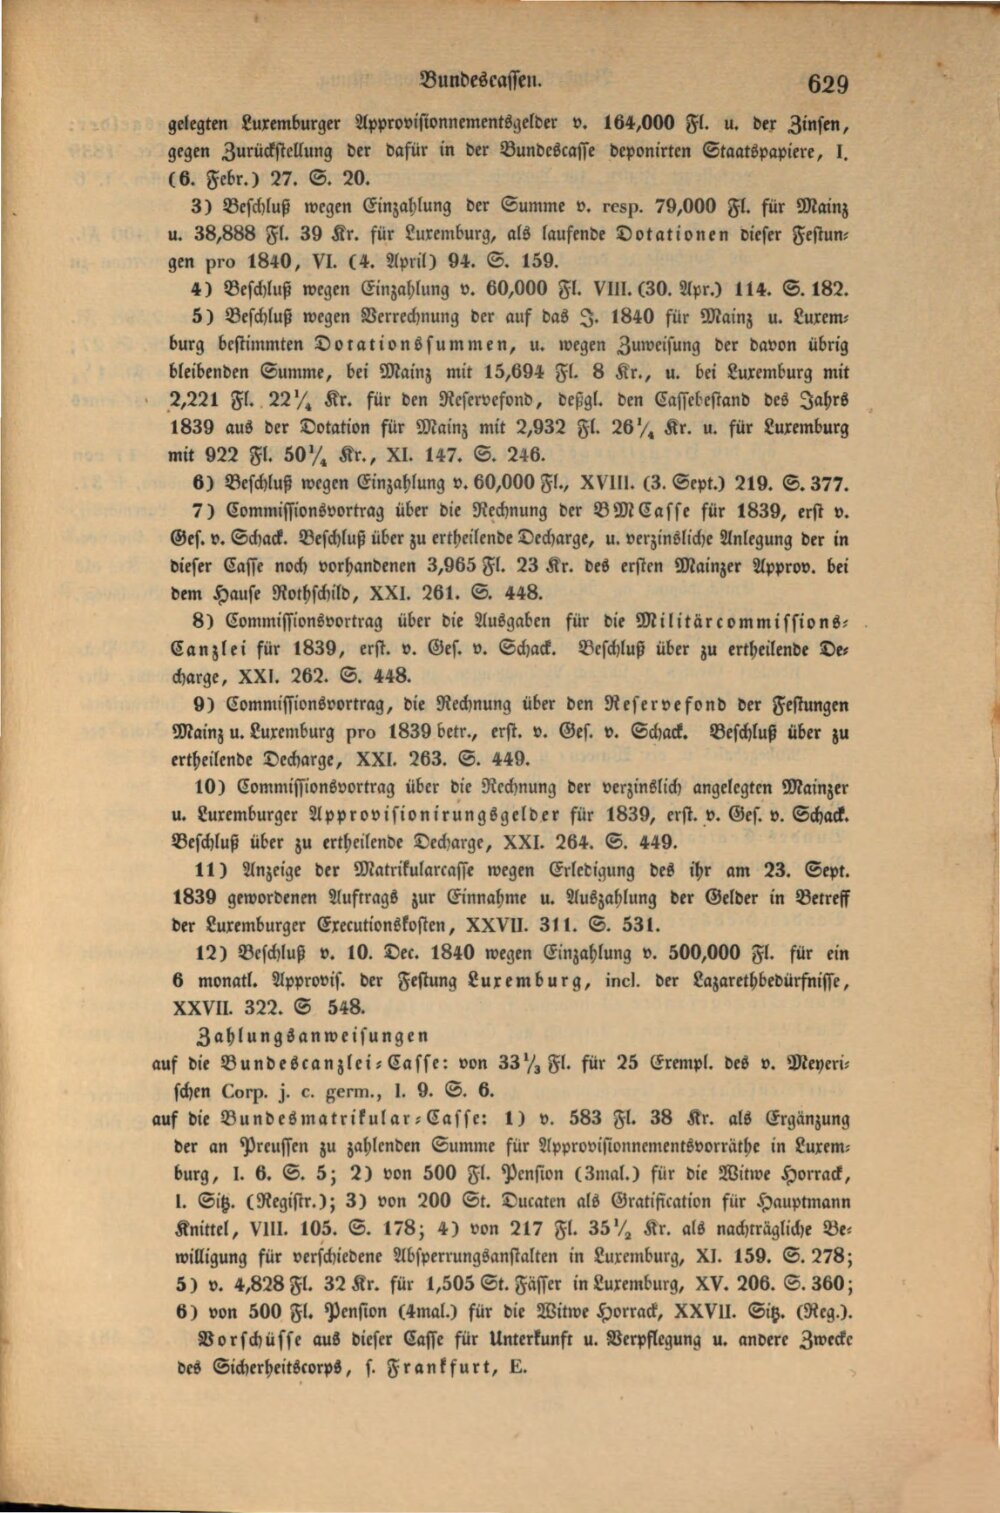 Bundescassen. 629
gelegten Luxemburger Approvisionnementsgelder v. 164,000 Fl. u. der Zinsen,
gegen Zurückstellung der dafür in der Bundescasse deponirten Staatspapiere, I.
(6. Febr.) 27. S. 20.
3) Beschluß wegen Einzahlung der Summe v. resp. 79,000 Fl. für Mainz
u. 38,888 Fl. 39 Kr. für Luxemburg, als laufende Dotationen dieser Festun⸗
gen pro 1840, VI. (4. April) 94. S. 159.
4) Beschluß wegen Einzahlung v. 60,000 Fl. VIII. (30. Apr.) 114. S. 182.
5) Beschluß wegen Verrechnung der auf das J. 1840 für Mainz u. Luxem⸗
burg bestimmten Dotationssummen, u. wegen Zuweisung der davon übrig
bleibenden Summe, bei Mainz mit 15,694 Fl. 8 Kr., u. bei Luxemburg mit
2,221 Fl. 22¼ Kr. für den Reservefond, deßgl. den Cassebestand des Jahrs
1839 aus der Dotation für Mainz mit 2,932 Fl. 26¼ Kr. u. für Luxemburg
mit 922 Fl. 50¼ Kr., XI. 147. S. 246.
6) Beschluß wegen Einzahlung v. 60,000 Fl., XVIII. (3. Sept.) 219. S. 377.
7) Commissionsvortrag über die Rechnung der BMCasse für 1839, erst v.
Ges. v. Schack. Beschluß über zu ertheilende Decharge, u. verzinsliche Anlegung der in
dieser Casse noch vorhandenen 3,965 Fl. 23 Kr. des ersten Mainzer Approv. bei
dem Hause Rothschild, XXI. 261. S. 448.
8) Commissionsvortrag über die Ausgaben für die Militärcommissions⸗
Canzlei für 1839, erst. v. Ges. v. Schack. Beschluß über zu ertheilende De⸗
charge, XXI. 262. S. 448.
9) Commissionsvortrag, die Rechnung über den Reservefond der Festungen
Mainz u. Luxemburg pro 1839 betr., erst. v. Ges. v. Schack. Beschluß über zu
ertheilende Decharge, XXI. 263. S. 449.
10) Commissionsvortrag über die Rechnung der verzinslich angelegten Mainzer
u. Luxemburger Approvisionirungsgelder für 1839, erst. v. Ges. v. Schack.
Beschluß über zu ertheilende Decharge, XXI. 264. S. 449.
11) Anzeige der Matrikularcasse wegen Erledigung des ihr am 23. Sept.
1839 gewordenen Auftrags zur Einnahme u. Auszahlung der Gelder in Betreff
der Luxemburger Executionskosten, XXVII. 311. S. 531.
12) Beschluß v. 10. Dec. 1840 wegen Einzahlung v. 500,000 Fl. für ein
6 monatl. Approvis. der Festung Luxemburg, incl. der Lazarethbedürfnisse,
XXVII. 322. S 548.
Zahlungsanweisungen
auf die Bundescanzlei⸗Casse: von 33⅓ Fl. für 25 Exempl. des v. Meyeri⸗
schen Corp. j. c. germ., I. 9. S. 6.
auf die Bundesmatrikular⸗Casse: 1) v. 583 Fl. 38 Kr. als Ergänzung
der an Preussen zu zahlenden Summe für Approvisionnementsvorräthe in Luxem⸗
burg, I. 6. S. 5; 2) von 500 Fl. Pension (3mal.) für die Witwe Horrack,
I. Sitz. (Registr.); 3) von 200 St. Ducaten als Gratification für Hauptmann
Knittel, VIII. 105. S. 178; 4) von 217 Fl. 35½ Kr. als nachträgliche Be⸗
willigung für verschiedene Absperrungsanstalten in Luxemburg, XI. 159. S. 278;
5) v. 4,828 Fl. 32 Kr. für 1,505 St. Fässer in Luxemburg, XV. 206. S. 360;
6) von 500 Fl. Pension (4mal.) für die Witwe Horrack, XXVII. Sitz. (Reg.).
Vorschüsse aus dieser Casse für Unterkunft u. Verpflegung u. andere Zwecke
des Sicherheitscorps, s. Frankfurt, E.